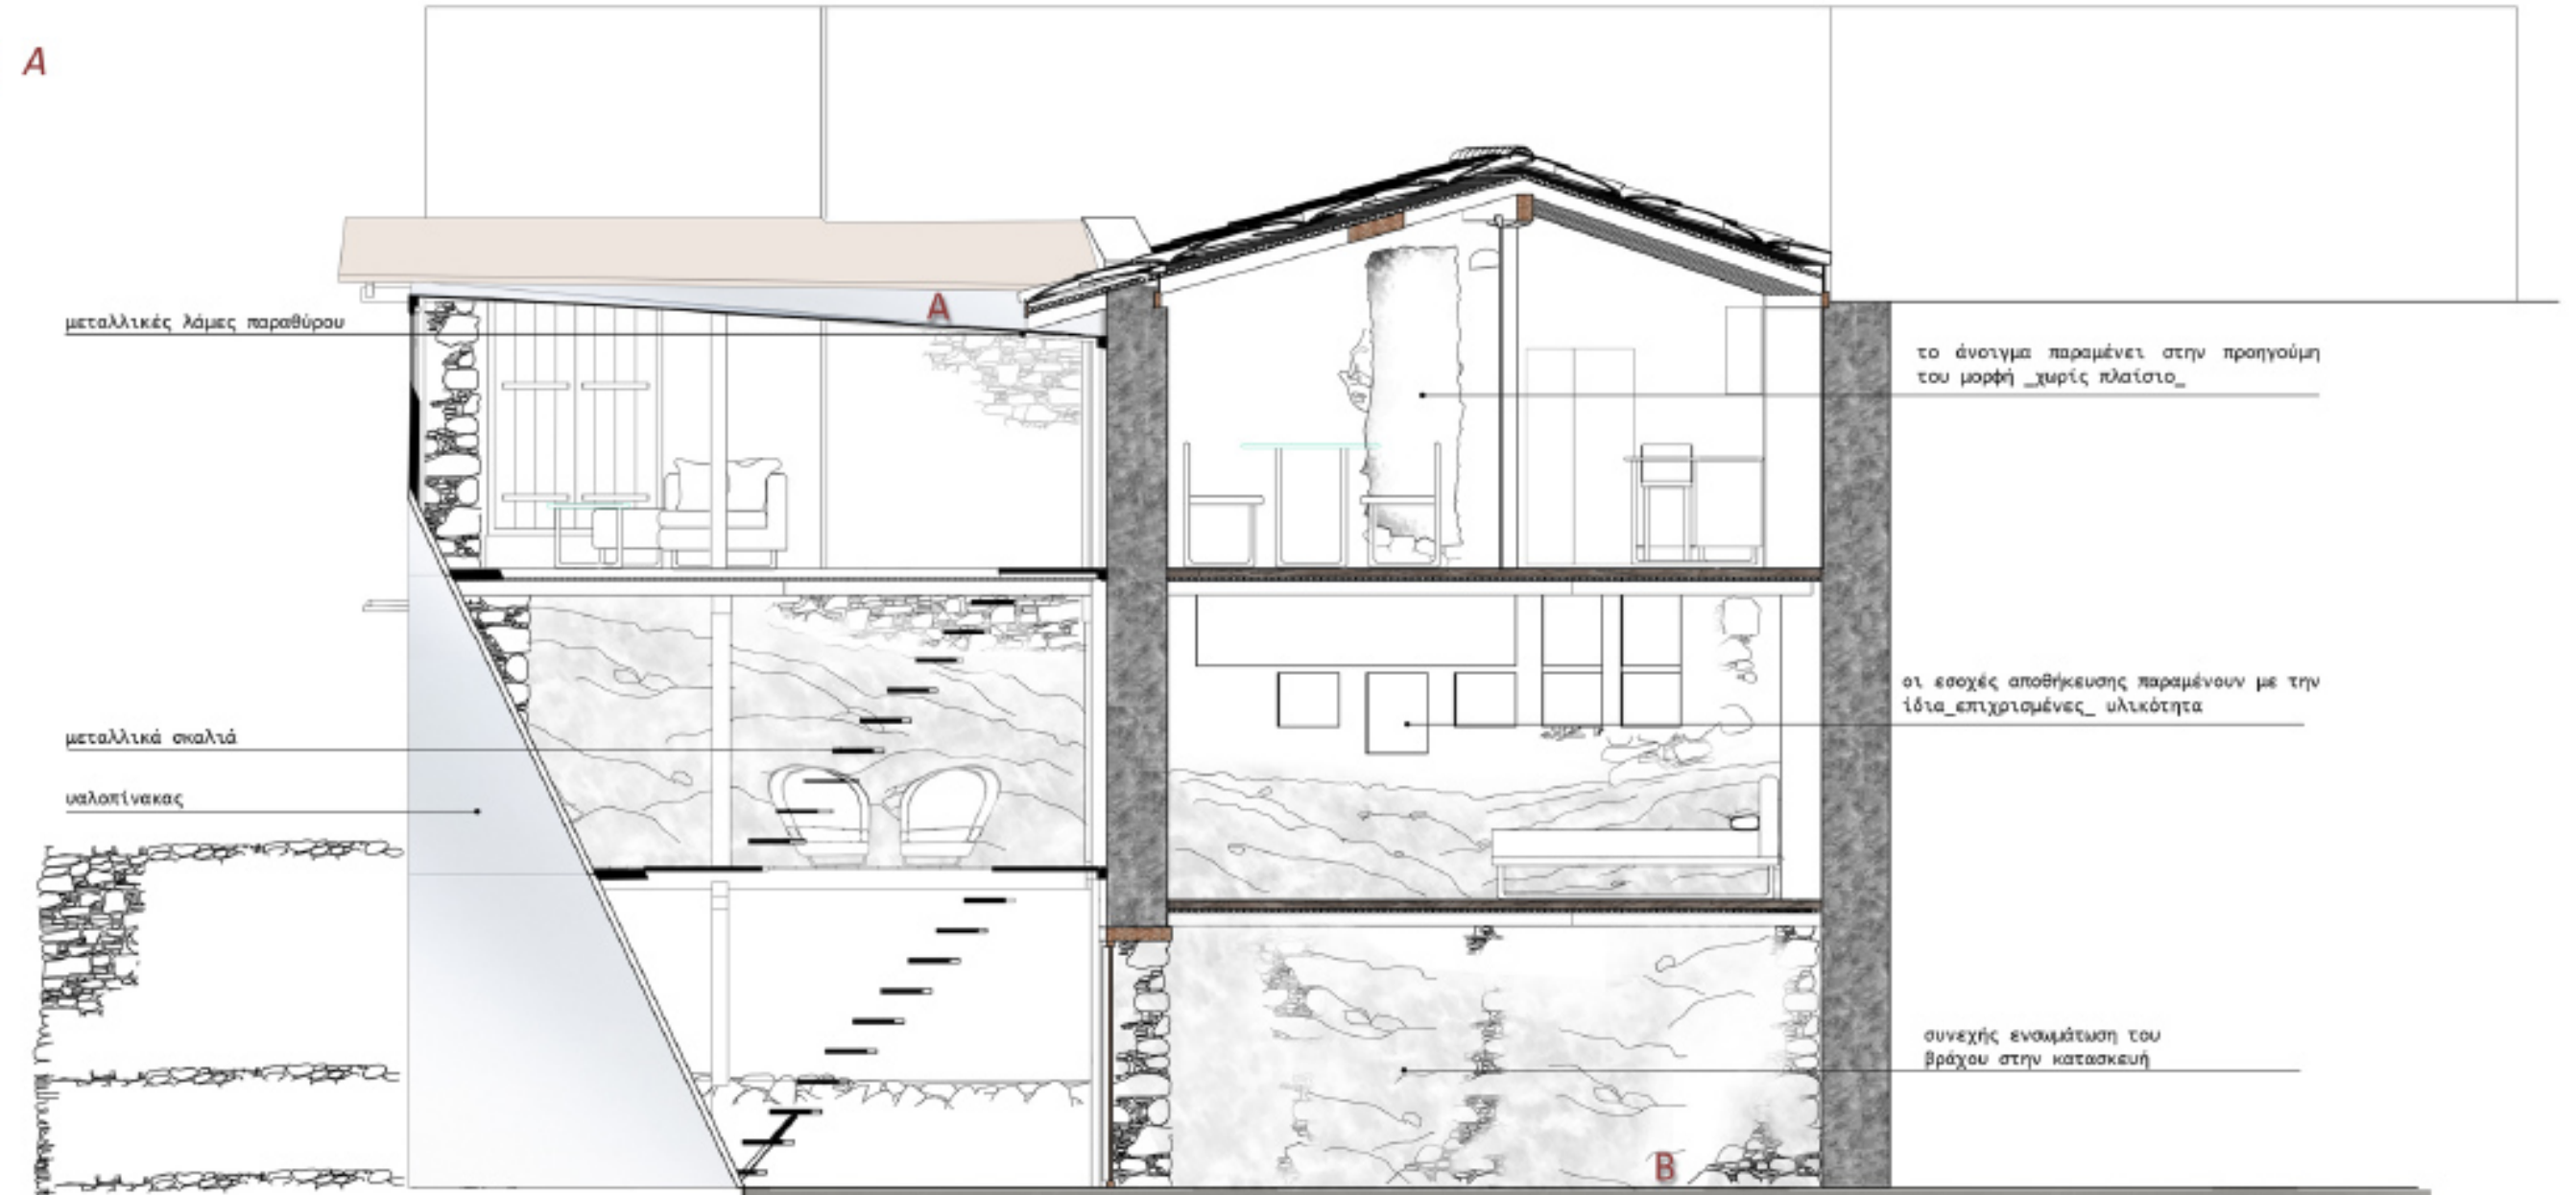 A
A
μεταλλικές λάμες παραθύρου
το άνοιγμα παραμένει στην προηγούμη
του μορφή _χωρίς πλαίσιο_
οι εσοχές αποθήκευσης παραμένουν με την
ίδια_επιχρισμένες_ υλικότητα
μεταλλικά σκαλιά
υαλοπίνακας
συνεχής ενσωμάτωση του
βράχου στην κατασκευή
B